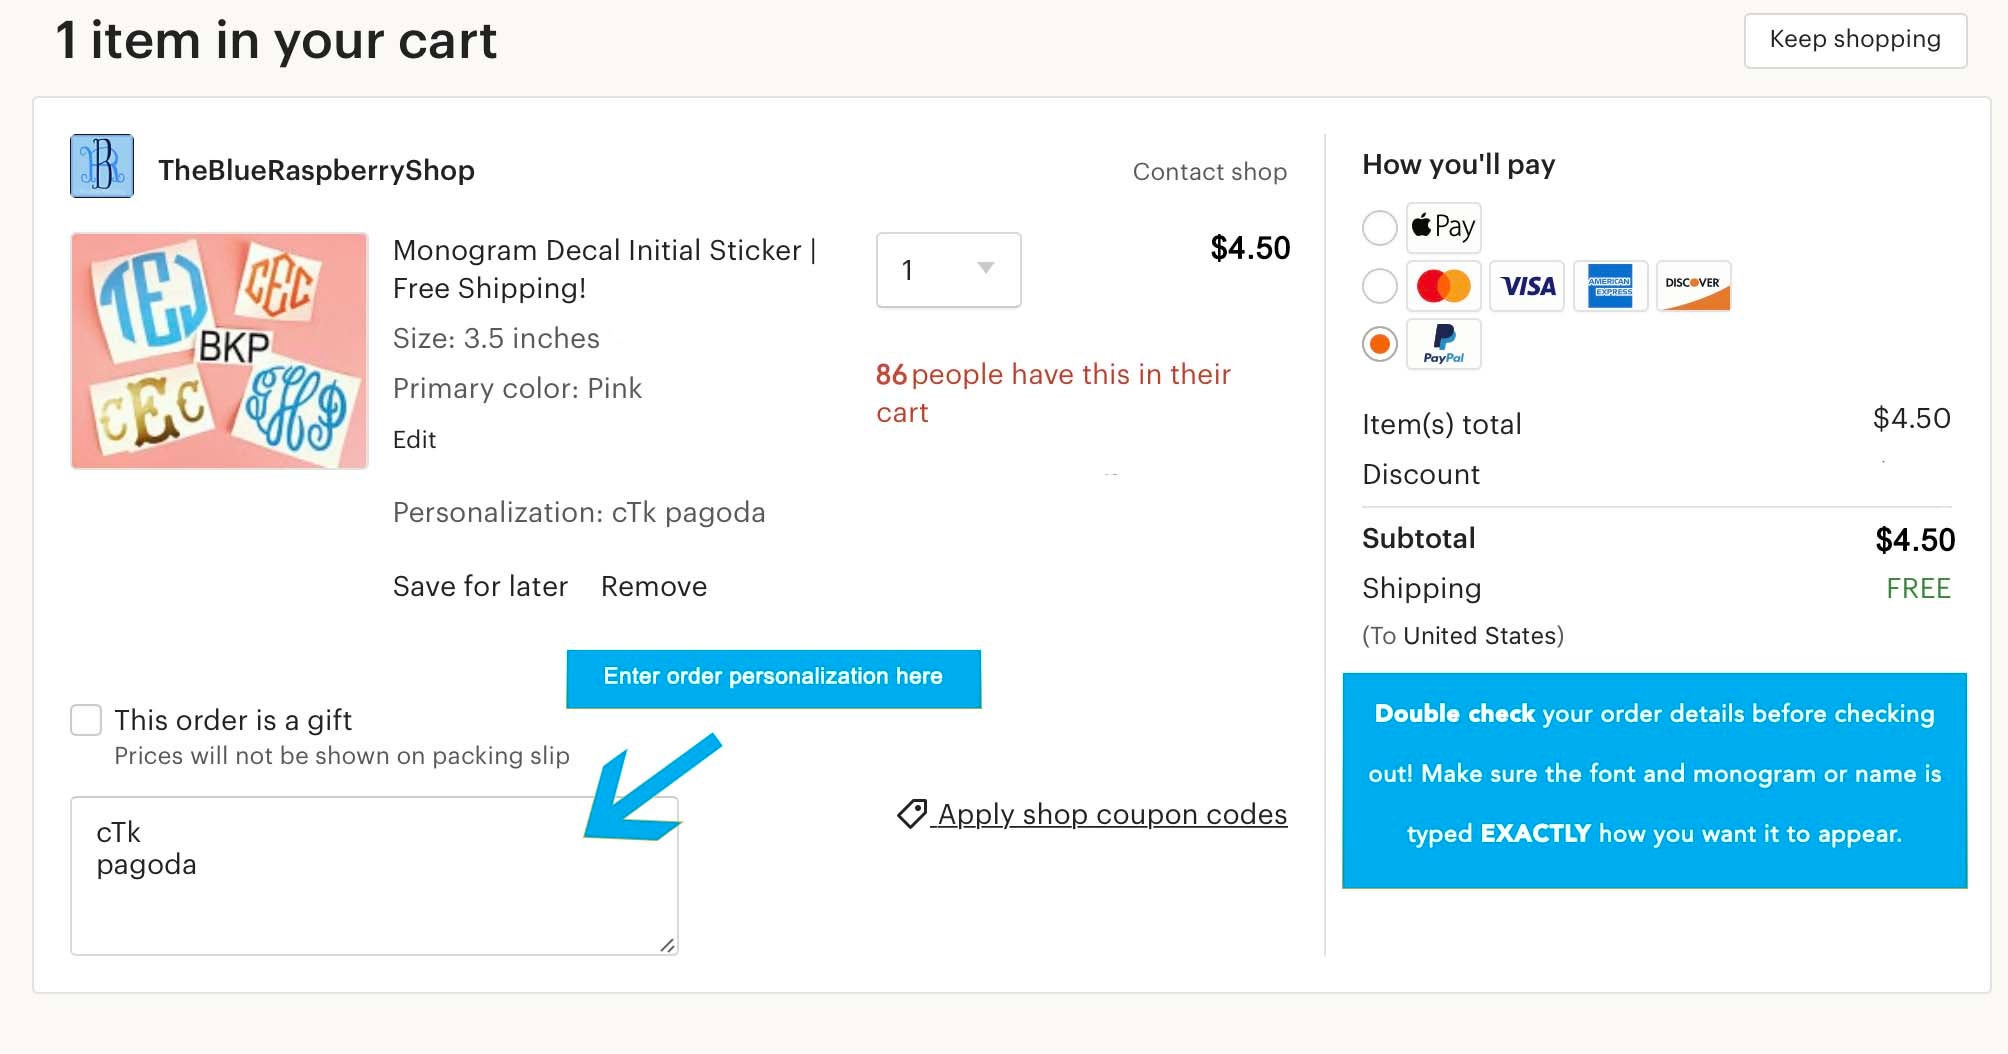 1 item in your cart
Keep shopping
TheBlueRaspberryShop
Contact shop
TEJ
CEC
BKP
CEC
Monogram Decal Initial Sticker |
Free Shipping!
Size: 3.5 inches
Primary color: Pink
Edit
Personalization: cTk pagoda
Save for later Remove
1
$4.50
86 people have this in their
cart
Enter order personalization here
This order is a gift
Prices will not be shown on packing slip
cTk
pagoda
Apply shop coupon codes
How you'll pay
Pay
VISA
AMERICAN
EXPRESS
DISCOVER
PayPal
Item(s) total $4.50
Discount
Subtotal $4.50
Shipping FREE
(To United States)
Double check your order details before checking
out! Make sure the font and monogram or name is
typed EXACTLY how you want it to appear.